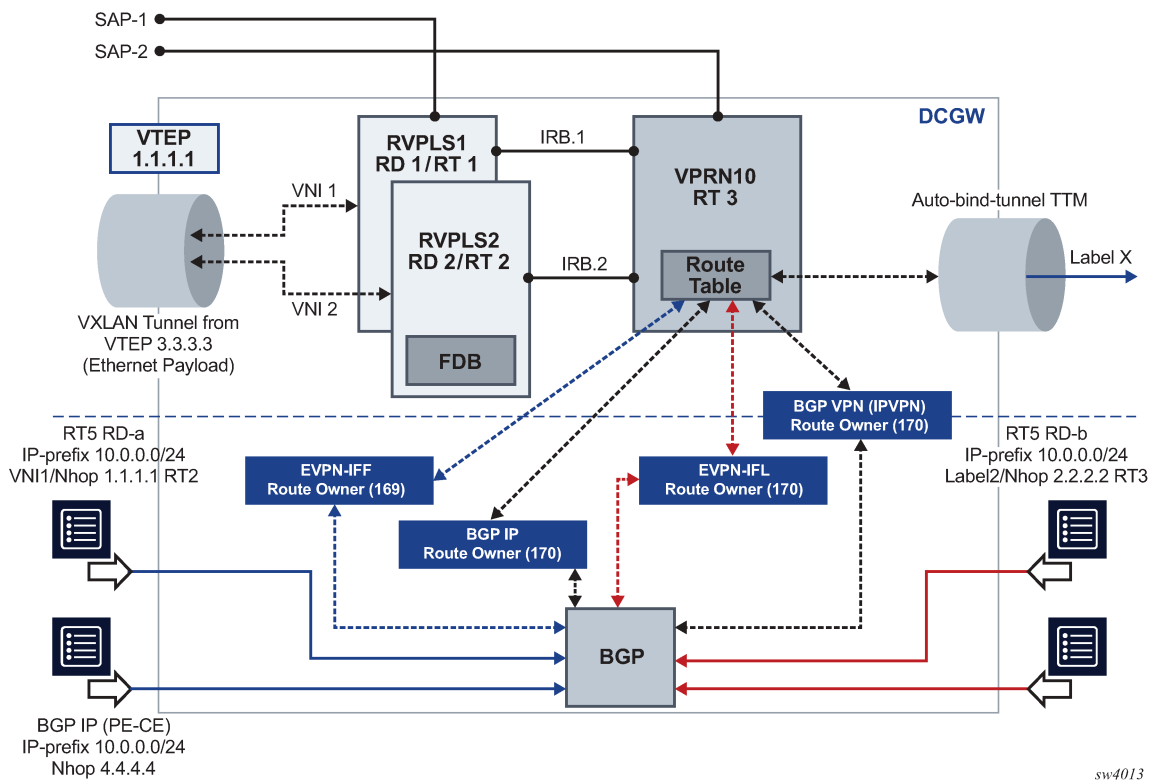 SAP-1
SAP-2
DCGW
VTEP
1.1.1.1
RVPLS1
RD 1/RT 1
IRB.1
VPRN10
RT 3
VNI 1
Auto-bind-tunnel TTM
RVPLS2
RD 2/RT 2
IRB.2
Route
Table
Label X
VNI 2
VXLAN Tunnel from
VTEP 3.3.3.3
(Ethernet Payload)
FDB
BGP VPN (IPVPN)
Route Owner (170)
RT5 RD-a
IP-prefix 10.0.0.0/24
VNI1/Nhop 1.1.1.1 RT2
RT5 RD-b
IP-prefix 10.0.0.0/24
Label2/Nhop 2.2.2.2 RT3
EVPN-IFF
Route Owner (169)
EVPN-IFL
Route Owner (170)
BGP IP
Route Owner (170)
BGP
BGP IP (PE-CE)
IP-prefix 10.0.0.0/24
Nhop 4.4.4.4
sw4013